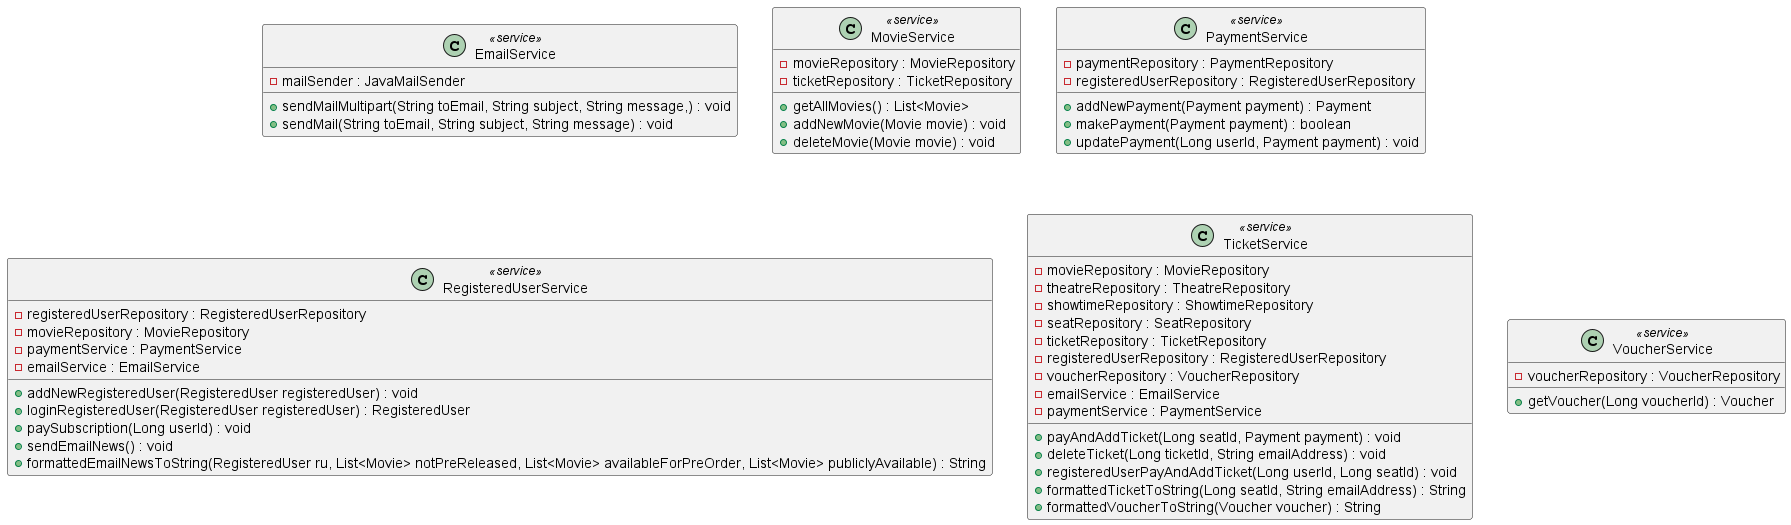 «service»
C EmailService
mailSender : JavaMailSender
sendMailMultipart(String toEmail, String subject, String message,) : void
sendMail(String toEmail, String subject, String message) : void
«service»
C MovieService
movieRepository : MovieRepository
ticketRepository : TicketRepository
getAllMovies() : List<Movie>
addNewMovie(Movie movie) : void
deleteMovie(Movie movie) : void
«service»
C PaymentService
paymentRepository : PaymentRepository
registeredUserRepository : RegisteredUserRepository
addNewPayment(Payment payment) : Payment
makePayment(Payment payment) : boolean
updatePayment(Long userId, Payment payment) : void
«service»
C RegisteredUserService
registeredUserRepository : RegisteredUserRepository
movieRepository : MovieRepository
paymentService : PaymentService
emailService : EmailService
addNewRegisteredUser(RegisteredUser registeredUser) : void
loginRegisteredUser(RegisteredUser registeredUser) : RegisteredUser
paySubscription(Long userId) : void
sendEmailNews() : void
formattedEmailNewsToString(RegisteredUser ru, List<Movie> notPreReleased, List<Movie> availableForPreOrder, List<Movie> publiclyAvailable) : String
«service»
C TicketService
movieRepository : MovieRepository
theatreRepository : TheatreRepository
showtimeRepository : ShowtimeRepository
seatRepository : SeatRepository
ticketRepository : TicketRepository
registeredUserRepository : RegisteredUserRepository
voucherRepository : VoucherRepository
emailService : EmailService
paymentService : PaymentService
payAndAddTicket(Long seatId, Payment payment) : void
deleteTicket(Long ticketId, String emailAddress) : void
registeredUserPayAndAddTicket(Long userId, Long seatId) : void
formattedTicketToString(Long seatId, String emailAddress) : String
formattedVoucherToString(Voucher voucher) : String
«service»
C VoucherService
voucherRepository : VoucherRepository
getVoucher(Long voucherId) : Voucher